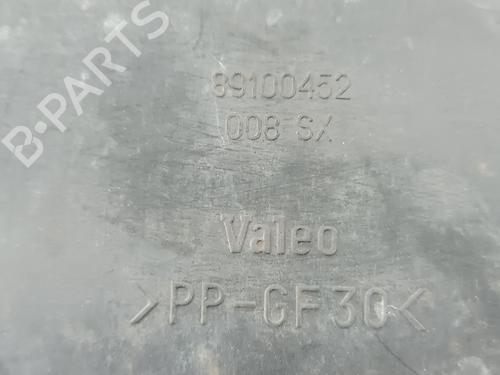 B-PARTS
89100452
008 SX
Valeo
>PP-GF30<